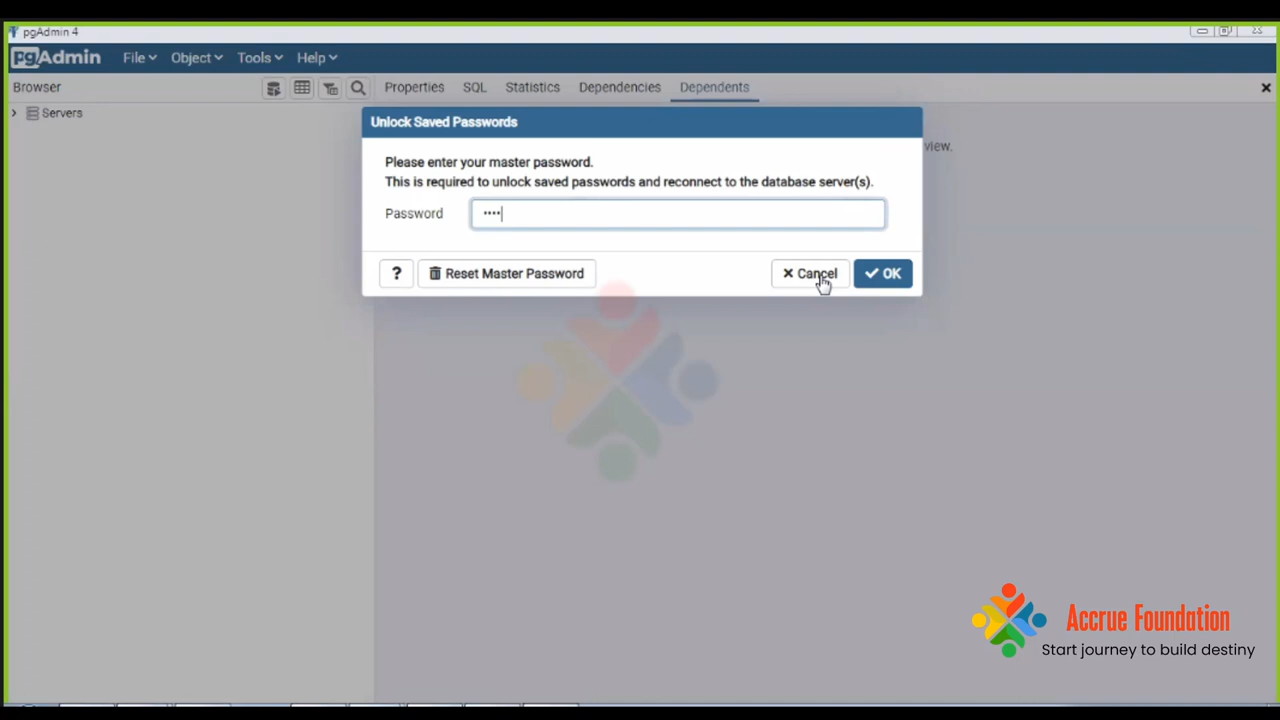 pgAdmin 4
pgAdmin File Object Tools Help
Browser Properties SQL Statistics Dependencies Dependents
Servers
Unlock Saved Passwords
view.
Please enter your master password.
This is required to unlock saved passwords and reconnect to the database server(s).
Password ••••
? Reset Master Password Cancel OK
Accrue Foundation
Start journey to build destiny